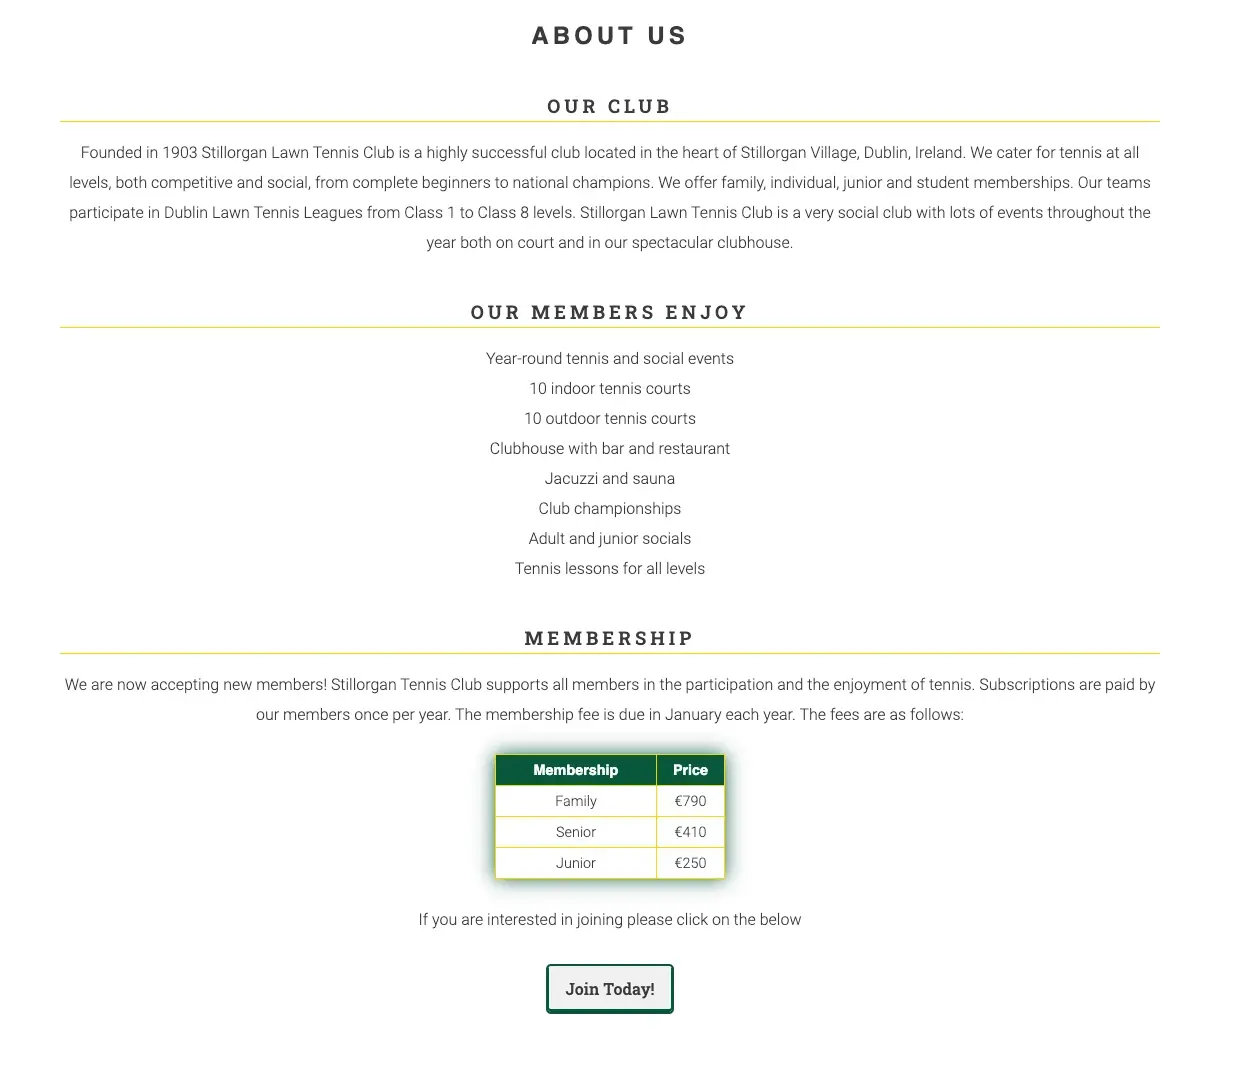 ABOUT US
OUR CLUB
Founded in 1903 Stillorgan Lawn Tennis Club is a highly successful club located in the heart of Stillorgan Village, Dublin, Ireland. We cater for tennis at all
levels, both competitive and social, from complete beginners to national champions. We offer family, individual, junior and student memberships. Our teams
participate in Dublin Lawn Tennis Leagues from Class 1 to Class 8 levels. Stillorgan Lawn Tennis Club is a very social club with lots of events throughout the
year both on court and in our spectacular clubhouse.
OUR MEMBERS ENJOY
Year-round tennis and social events
10 indoor tennis courts
10 outdoor tennis courts
Clubhouse with bar and restaurant
Jacuzzi and sauna
Club championships
Adult and junior socials
Tennis lessons for all levels
MEMBERSHIP
We are now accepting new members! Stillorgan Tennis Club supports all members in the participation and the enjoyment of tennis. Subscriptions are paid by
our members once per year. The membership fee is due in January each year. The fees are as follows:
Membership Price
Family €790
Senior €410
Junior €250
If you are interested in joining please click on the below
Join Today!